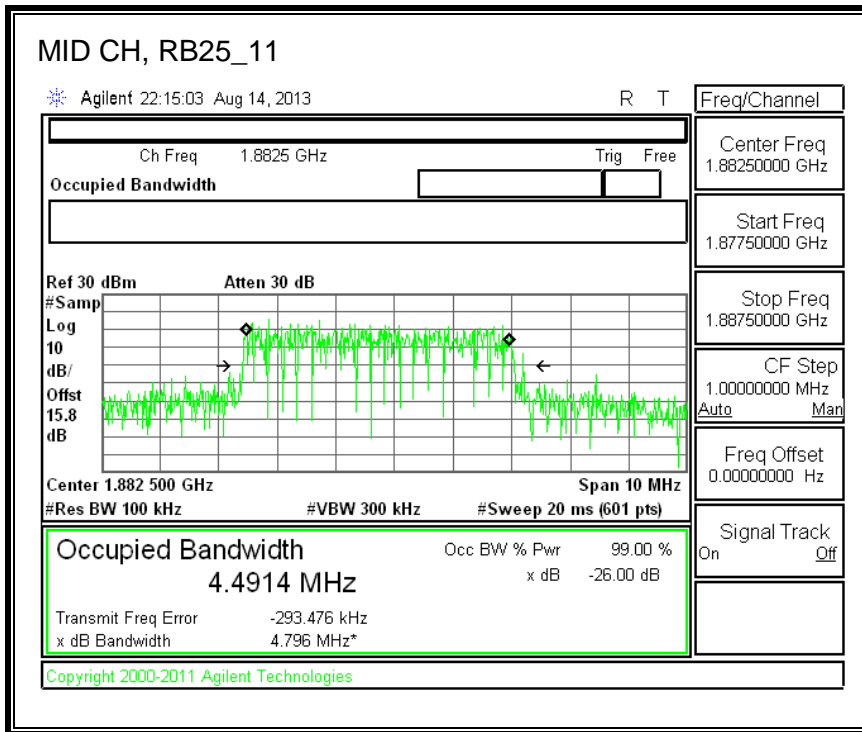 MID CH, RB25_11
Agilent 22:15:03 Aug 14, 2013 R T
Freq/Channel
Ch Freq 1.8825 GHz Trig Free
Occupied Bandwidth
Center Freq
1.88250000 GHz
Start Freq
1.87750000 GHz
Stop Freq
1.88750000 GHz
CF Step
1.00000000 MHz
Auto Man
Freq Offset
0.00000000 Hz
Signal Track
On Off
Ref 30 dBm Atten 30 dB
#Samp
Log
10
dB/
Offst
15.8
dB
Center 1.882 500 GHz Span 10 MHz
#Res BW 100 kHz #VBW 300 kHz #Sweep 20 ms (601 pts)
Occupied Bandwidth Occ BW % Pwr 99.00 %
4.4914 MHz x dB -26.00 dB
Transmit Freq Error -293.476 kHz
x dB Bandwidth 4.796 MHz*
Copyright 2000-2011 Agilent Technologies